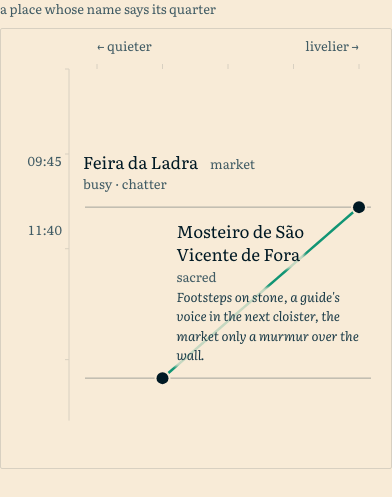 a place whose name says its quarter
← quieter
livelier →
09:45
Feira da Ladra market
busy · chatter
11:40
Mosteiro de São
Vicente de Fora
sacred
Footsteps on stone, a guide's
voice in the next cloister, the
market only a murmur over the
wall.